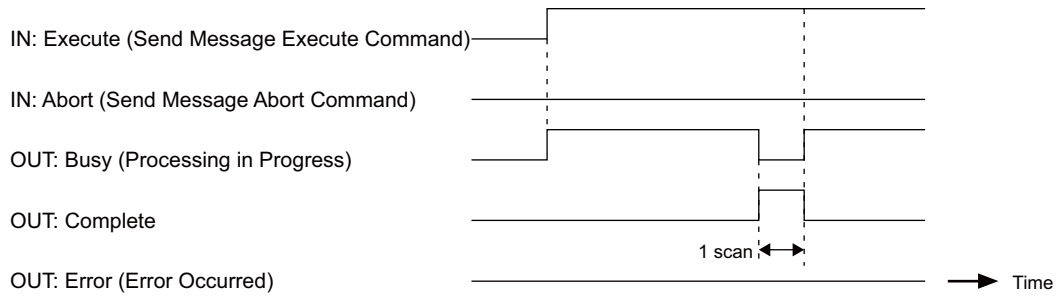 IN: Execute (Send Message Execute Command)
IN: Abort (Send Message Abort Command)
OUT: Busy (Processing in Progress)
OUT: Complete
1 scan
OUT: Error (Error Occurred)
Time